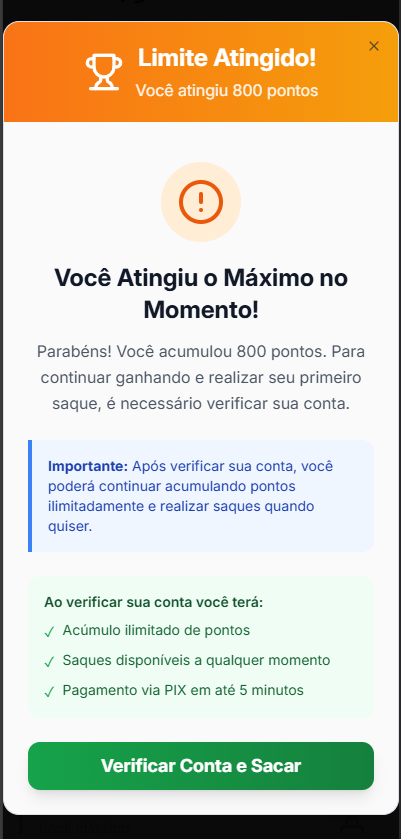 Limite Atingido!
Você atingiu 800 pontos
Você Atingiu o Máximo no
Momento!
Parabéns! Você acumulou 800 pontos. Para
continuar ganhando e realizar seu primeiro
saque, é necessário verificar sua conta.
Importante: Após verificar sua conta, você
poderá continuar acumulando pontos
ilimitadamente e realizar saques quando
quiser.
Ao verificar sua conta você terá:
✓ Acúmulo ilimitado de pontos
✓ Saques disponíveis a qualquer momento
✓ Pagamento via PIX em até 5 minutos
Verificar Conta e Sacar